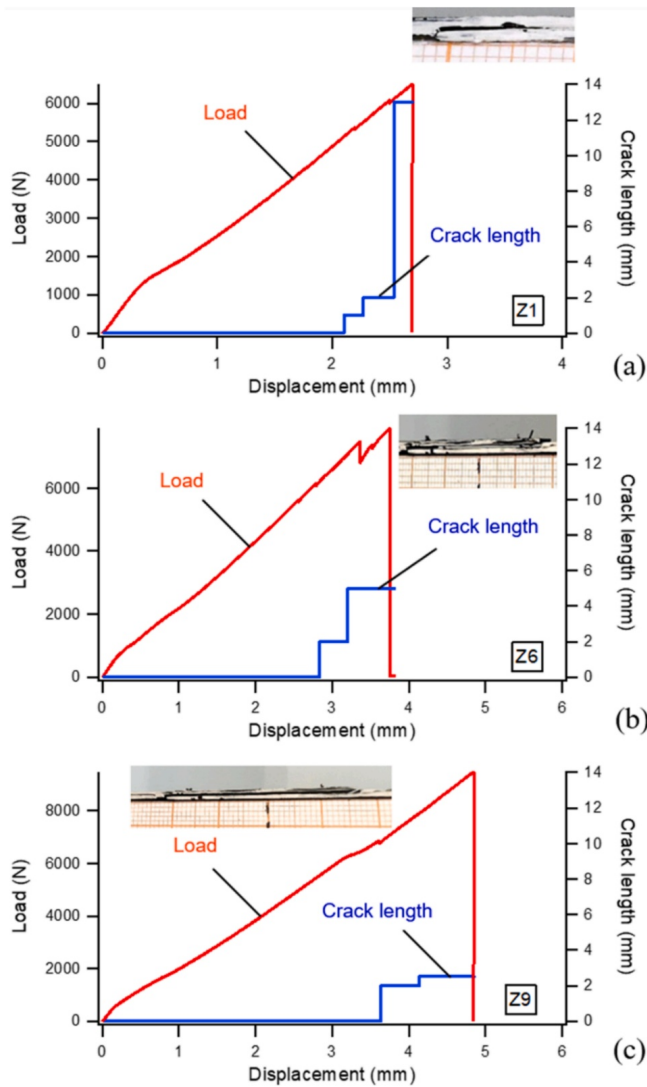 14
6000
12
Load
5000
10
4000
8
Load (N)
Crack length (mm)
3000
6
Crack length
2000
4
1000
2
Z1
0
0
0
1
2
3
4
Displacement (mm)
(a)
14
12
6000
Load
10
Crack length
8
4000
Load (N)
Crack length (mm)
6
2000
4
2
Z6
0
0
0
1
2
3
4
5
6
Displacement (mm)
(b)
14
8000
12
Load
10
6000
8
Load (N)
Crack length (mm)
4000
Crack length
6
4
2000
2
Z9
0
0
0
1
2
3
4
5
6
Displacement (mm)
(c)